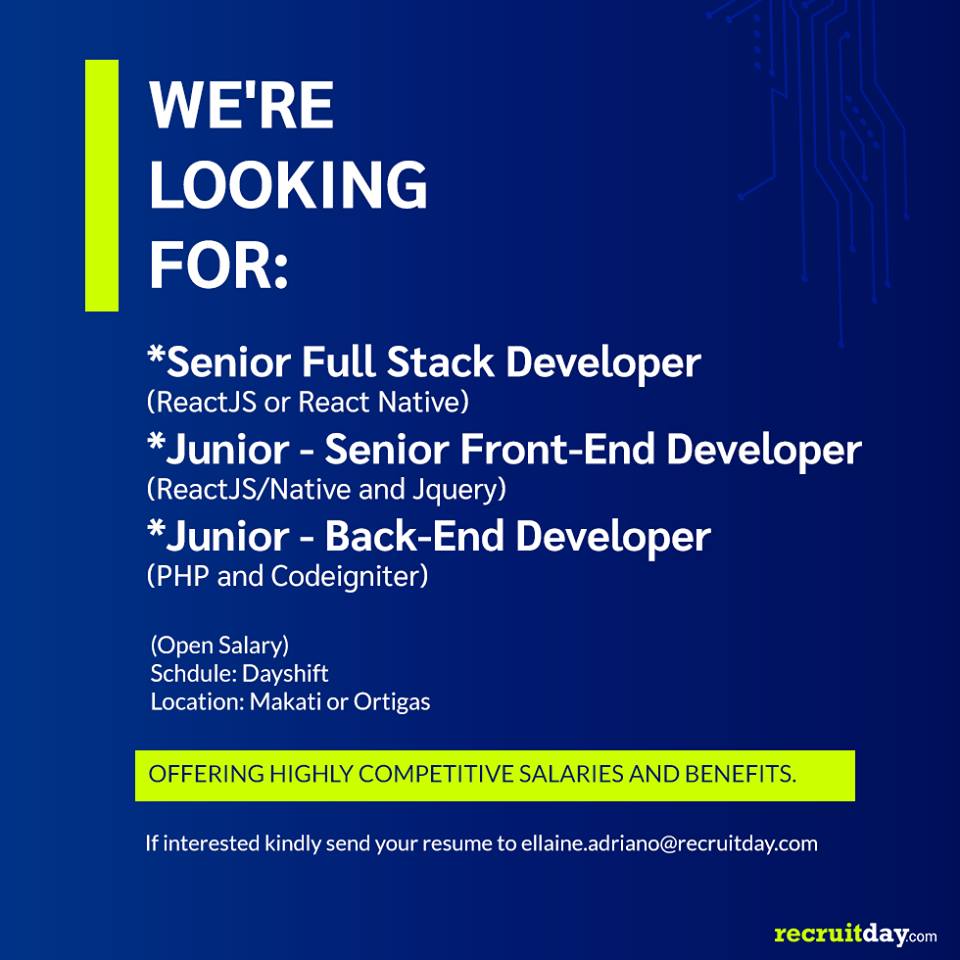 WE'RE
LOOKING
FOR:
*Senior Full Stack Developer
(ReactJS or React Native)
*Junior - Senior Front-End Developer
(ReactJS/Native and Jquery)
*Junior - Back-End Developer
(PHP and Codeigniter)
(Open Salary)
Schdule: Dayshift
Location: Makati or Ortigas
OFFERING HIGHLY COMPETITIVE SALARIES AND BENEFITS.
If interested kindly send your resume to ellaine.adriano@recruitday.com
recruitday.com